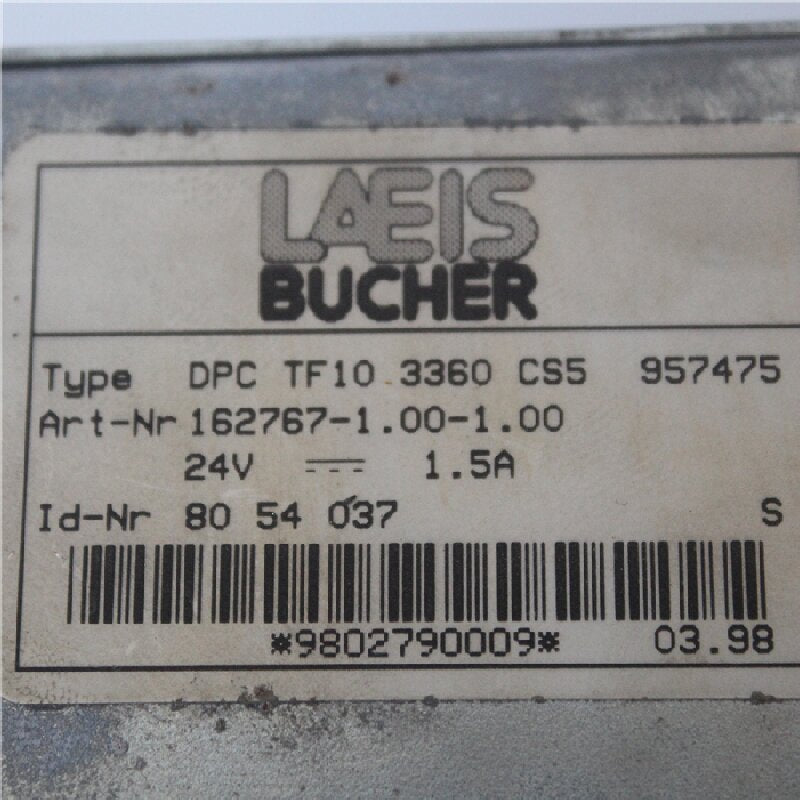 LAEIS
BUCHER
Type DPC TF10 3360 CS5 957475
Art-Nr 162767-1.00-1.00
24V ⎓ 1.5A
Id-Nr 80 54 037 S
*9802790009* 03.98